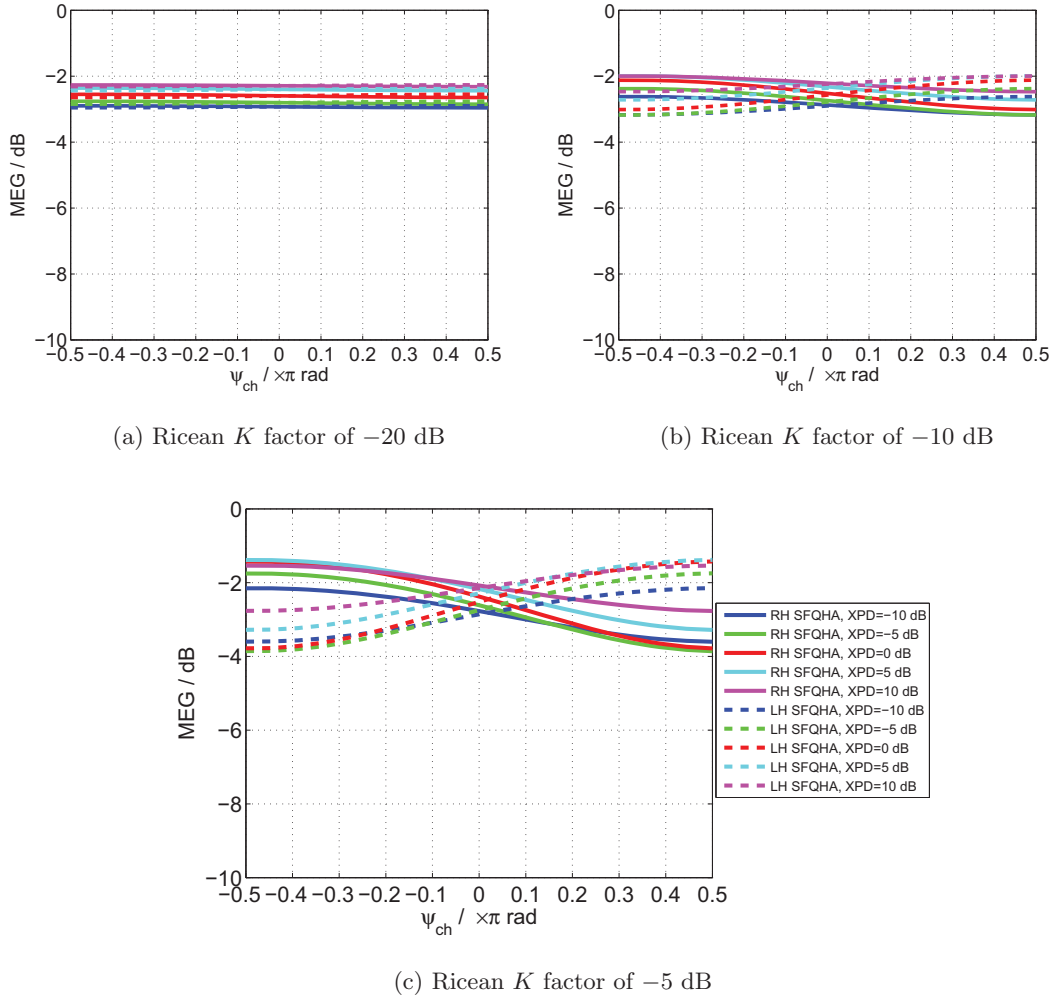 0
−2
−4
−6
−8
−10
MEG / dB
−0.5 −0.4 −0.3 −0.2 −0.1 0 0.1 0.2 0.3 0.4 0.5
ψch / ×π rad
(a) Ricean K factor of −20 dB
0
−2
−4
−6
−8
−10
MEG / dB
−0.5 −0.4 −0.3 −0.2 −0.1 0 0.1 0.2 0.3 0.4 0.5
ψch / ×π rad
(b) Ricean K factor of −10 dB
0
−2
−4
−6
−8
−10
MEG / dB
−0.5 −0.4 −0.3 −0.2 −0.1 0 0.1 0.2 0.3 0.4 0.5
ψch / ×π rad
RH SFQHA, XPD=−10 dB
RH SFQHA, XPD=−5 dB
RH SFQHA, XPD=0 dB
RH SFQHA, XPD=5 dB
RH SFQHA, XPD=10 dB
LH SFQHA, XPD=−10 dB
LH SFQHA, XPD=−5 dB
LH SFQHA, XPD=0 dB
LH SFQHA, XPD=5 dB
LH SFQHA, XPD=10 dB
(c) Ricean K factor of −5 dB